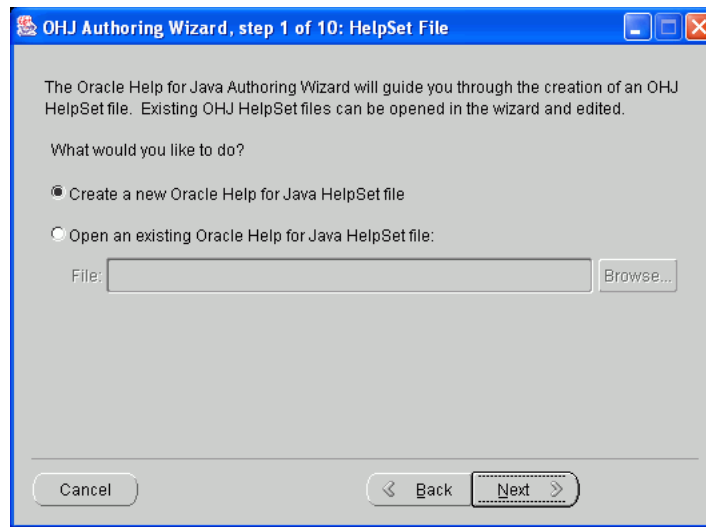 OHJ Authoring Wizard, step 1 of 10: HelpSet File
The Oracle Help for Java Authoring Wizard will guide you through the creation of an OHJ
HelpSet file. Existing OHJ HelpSet files can be opened in the wizard and edited.
What would you like to do?
Create a new Oracle Help for Java HelpSet file
Open an existing Oracle Help for Java HelpSet file:
File: Browse...
Cancel Back Next